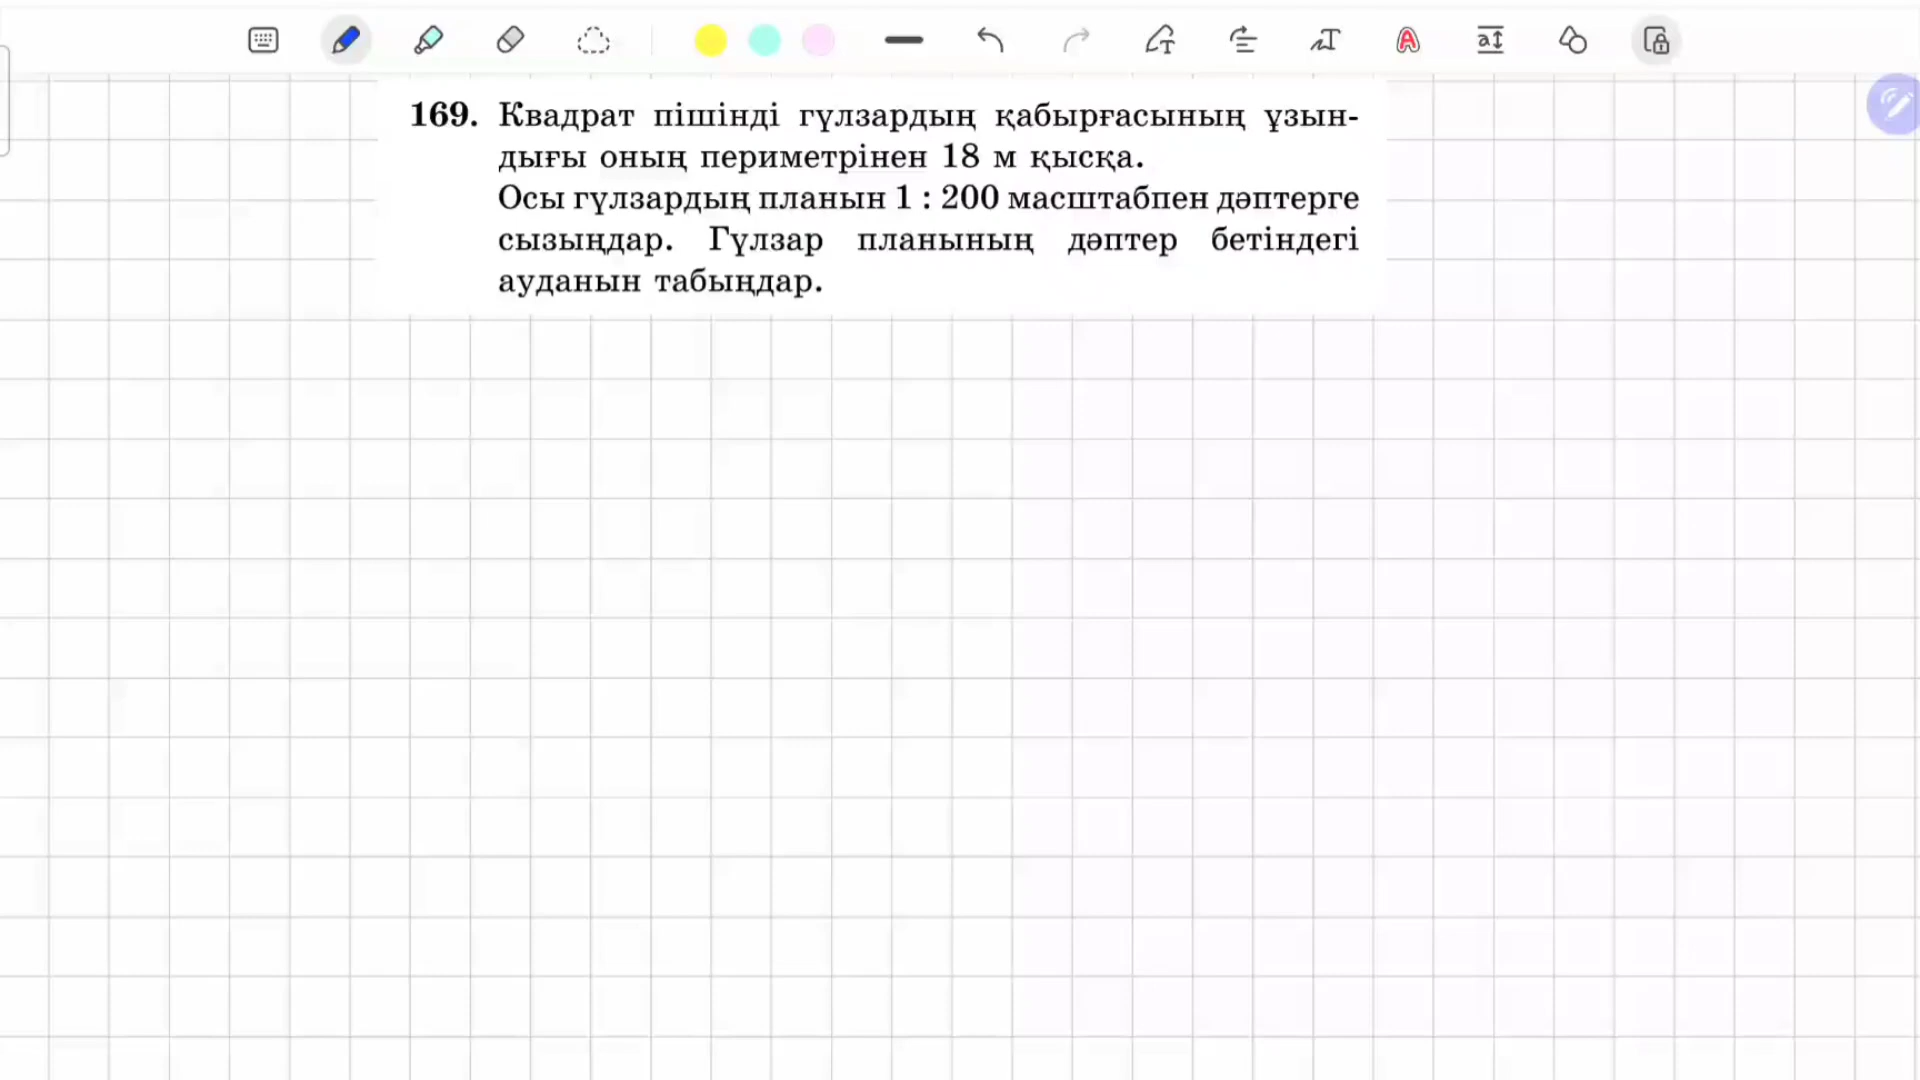 169. Квадрат пішінді гүлзардың қабырғасының ұзын-
дығы оның периметрінен 18 м қысқа.
Осы гүлзардың планын 1 : 200 масштабпен дәптерге
сызыңдар. Гүлзар планының дәптер бетіндегі
ауданын табыңдар.